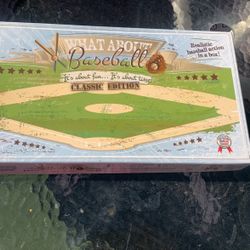 WHAT ABOUT
Baseball
It's about fun... It's about time
CLASSIC EDITION
Realistic
baseball action
in a box!